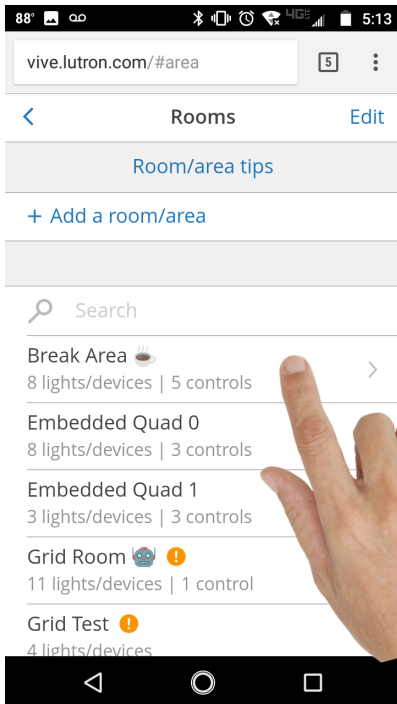 88° 4G LTE 5:13
vive.lutron.com/#area 5
Rooms Edit
Room/area tips
+ Add a room/area
Search
Break Area
8 lights/devices | 5 controls
Embedded Quad 0
8 lights/devices | 3 controls
Embedded Quad 1
3 lights/devices | 3 controls
Grid Room
11 lights/devices | 1 control
Grid Test
4 lights/devices